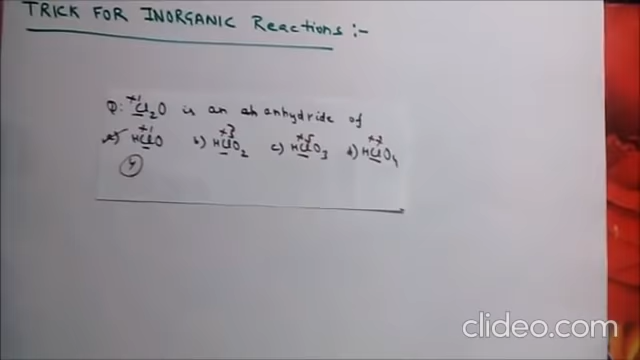 TRICK FOR INORGANIC Reactions :-
Q: Cl₂O is an an anhydride of
+1
a) HClO b) HClO₂ c) HClO₃ d) HClO₄
+1 +3 +5 +7
clideo.com